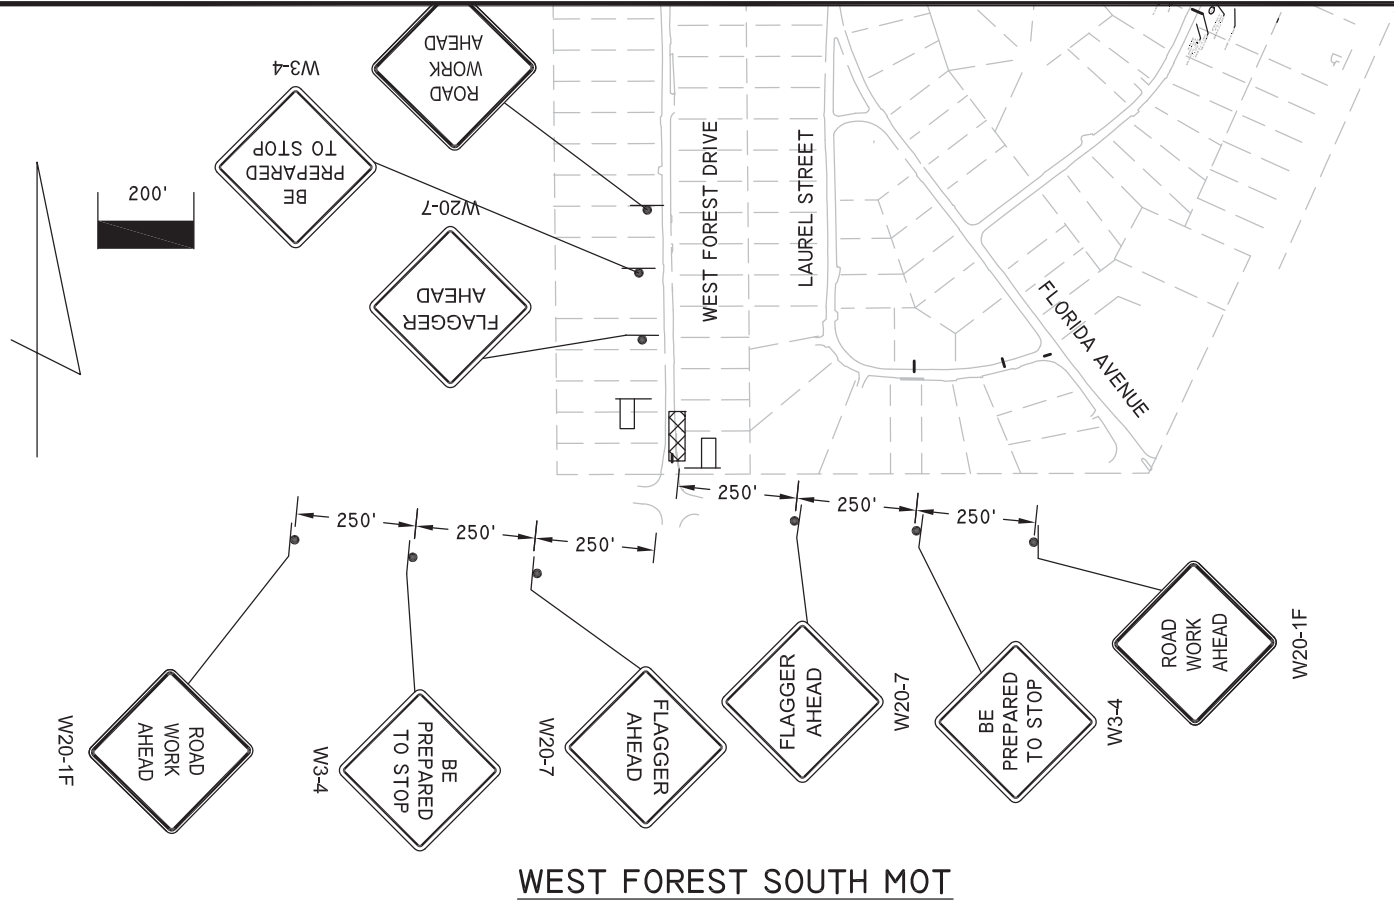 ROAD
WORK
AHEAD
W3-4
BE
PREPARED
TO STOP
200'
W20-7
FLAGGER
AHEAD
WEST FOREST DRIVE
LAUREL STREET
FLORIDA AVENUE
250'
250'
250'
250'
250'
250'
W20-1F
ROAD
WORK
AHEAD
W3-4
BE
PREPARED
TO STOP
W20-7
FLAGGER
AHEAD
FLAGGER
AHEAD
W20-7
BE
PREPARED
TO STOP
W3-4
ROAD
WORK
AHEAD
W20-1F
WEST FOREST SOUTH MOT